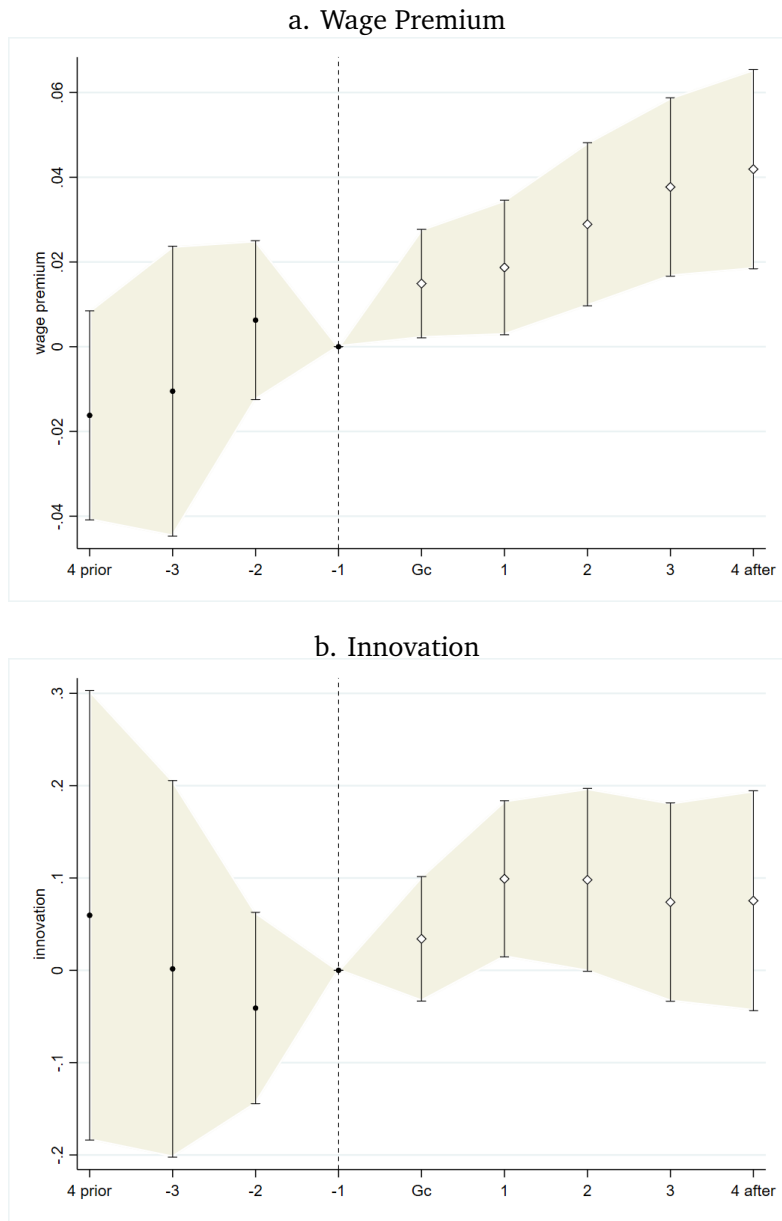 a. Wage Premium
.06
.04
.02
0
-.02
-.04
wage premium
4 prior -3 -2 -1 Gc 1 2 3 4 after
b. Innovation
.3
.2
.1
0
-.1
-.2
innovation
4 prior -3 -2 -1 Gc 1 2 3 4 after